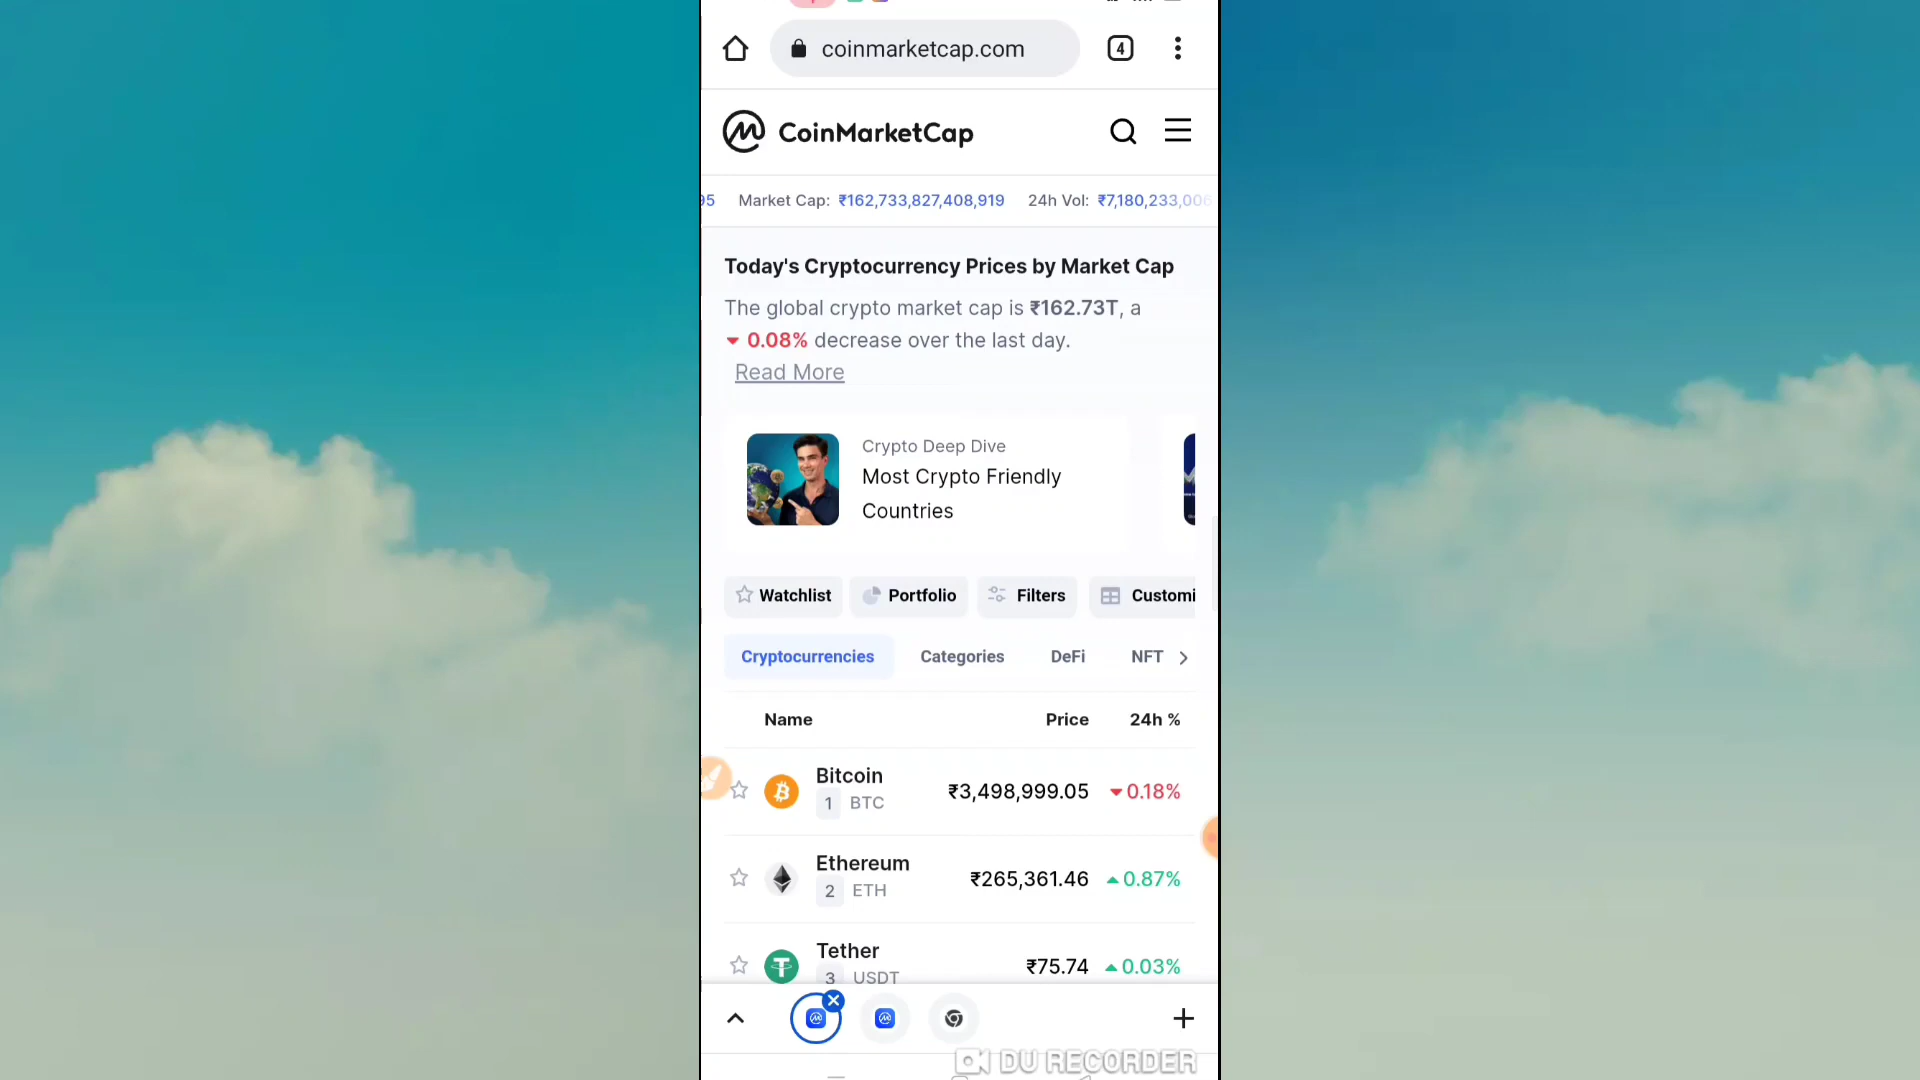 coinmarketcap.com
4
CoinMarketCap
95 Market Cap: ₹162,733,827,408,919 24h Vol: ₹7,180,233,006
Today's Cryptocurrency Prices by Market Cap
The global crypto market cap is ₹162.73T, a
0.08% decrease over the last day.
Read More
Crypto Deep Dive
Most Crypto Friendly
Countries
Watchlist Portfolio Filters Customi
Cryptocurrencies Categories DeFi NFT
Name Price 24h %
Bitcoin
1 BTC
₹3,498,999.05 0.18%
Ethereum
2 ETH
₹265,361.46 0.87%
Tether
3 USDT
₹75.74 0.03%
DU RECORDER